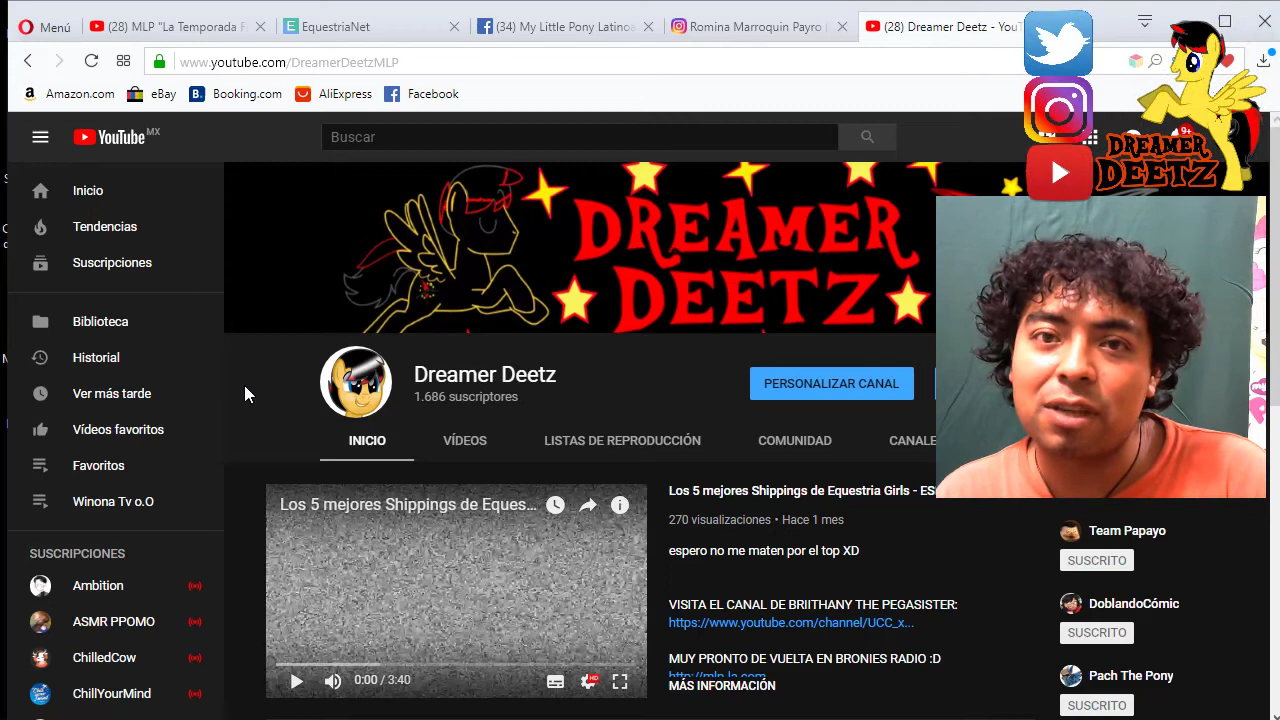 Menú
(28) MLP "La Temporada F
EquestriaNet
(34) My Little Pony Latino
Romina Marroquin Payro (
(28) Dreamer Deetz - YouT
www.youtube.com/DreamerDeetzMLP
Amazon.com
eBay
Booking.com
AliExpre
Facebook
YouTube MX
Buscar
9+
DREAMER
DEETZ
Inicio
Tendencias
Suscripciones
Biblioteca
Historial
Ver más tarde
Vídeos favoritos
Favoritos
Winona Tv o.O
SUSCRIPCIONES
Ambition
ASMR PPOMO
ChilledCow
ChillYourMind
DREAMER
DEETZ
Dreamer Deetz
1.686 suscriptores
PERSONALIZAR CANAL
INICIO
VÍDEOS
LISTAS DE REPRODUCCIÓN
COMUNIDAD
CANALE
Los 5 mejores Shippings de Eques...
0:00 / 3:40
HD
Los 5 mejores Shippings de Equestria Girls - ES
270 visualizaciones • Hace 1 mes
espero no me maten por el top XD
VISITA EL CANAL DE BRIITHANY THE PEGASISTER:
https://www.youtube.com/channel/UCC_x...
MUY PRONTO DE VUELTA EN BRONIES RADIO :D
MÁS INFORMACIÓN
Team Papayo
SUSCRITO
DoblandoCómic
SUSCRITO
Pach The Pony
SUSCRITO